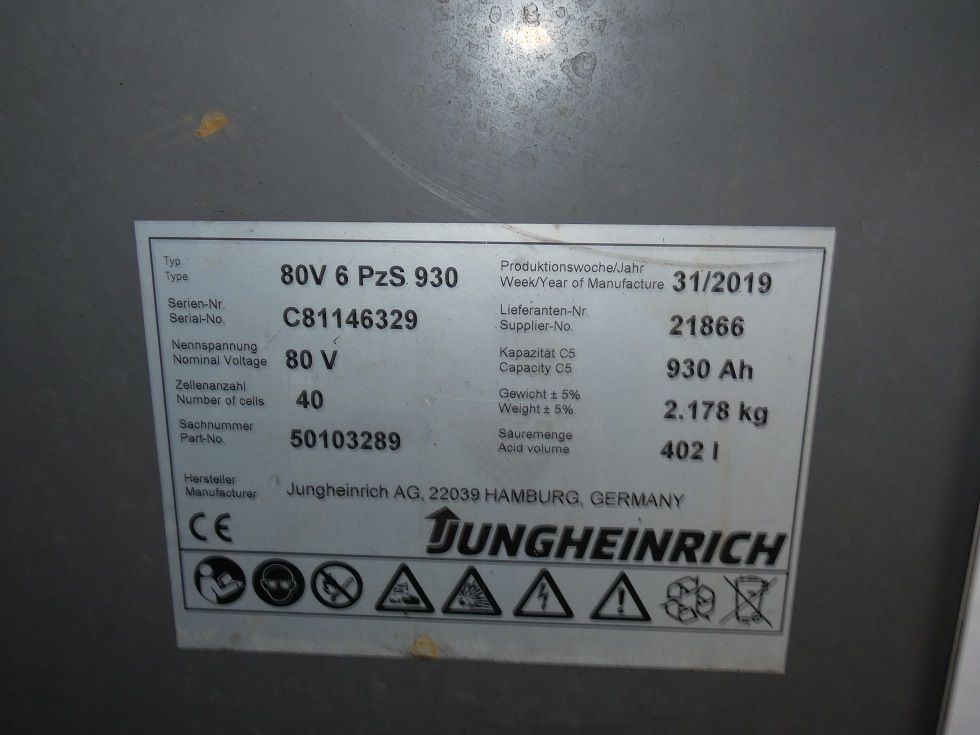 Typ
Type 80V 6 PzS 930
Serien-Nr.
Serial-No. C81146329
Nennspannung
Nominal Voltage 80 V
Zellenanzahl
Number of cells 40
Sachnummer
Part-No. 50103289
Produktionswoche/Jahr
Week/Year of Manufacture 31/2019
Lieferanten-Nr.
Supplier-No. 21866
Kapazität C5
Capacity C5 930 Ah
Gewicht ± 5%
Weight ± 5% 2.178 kg
Säuremenge
Acid volume 402 l
Hersteller
Manufacturer Jungheinrich AG, 22039 HAMBURG, GERMANY
CE
JUNGHEINRICH